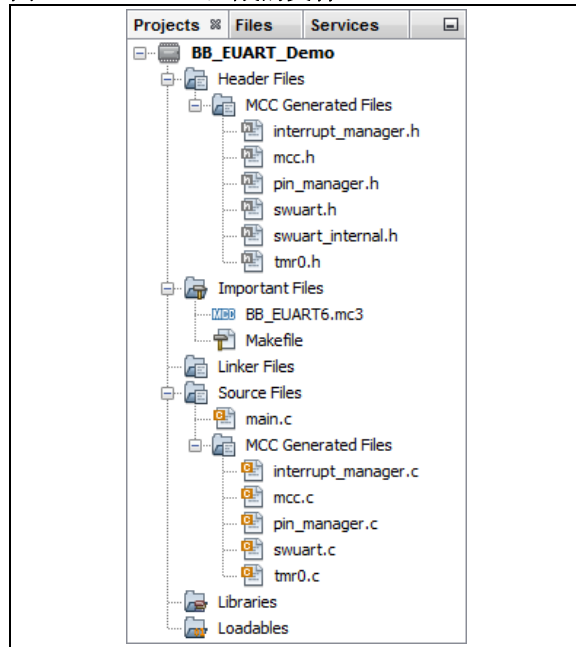 Projects Files Services
BB_EUART_Demo
Header Files
MCC Generated Files
interrupt_manager.h
mcc.h
pin_manager.h
swuart.h
swuart_internal.h
tmr0.h
Important Files
MCC BB_EUART6.mc3
Makefile
Linker Files
Source Files
main.c
MCC Generated Files
interrupt_manager.c
mcc.c
pin_manager.c
swuart.c
tmr0.c
Libraries
Loadables